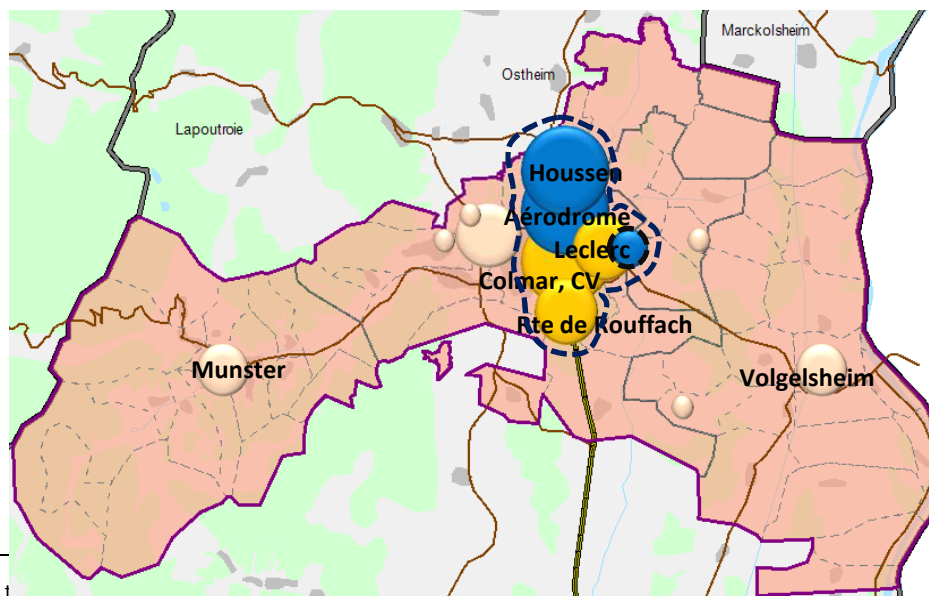 Marckolsheim
Ostheim
Lapoutroie
Houssen
Aérodrome
Leclerc
Colmar, CV
Rte de Rouffach
Munster
Volgelsheim
t